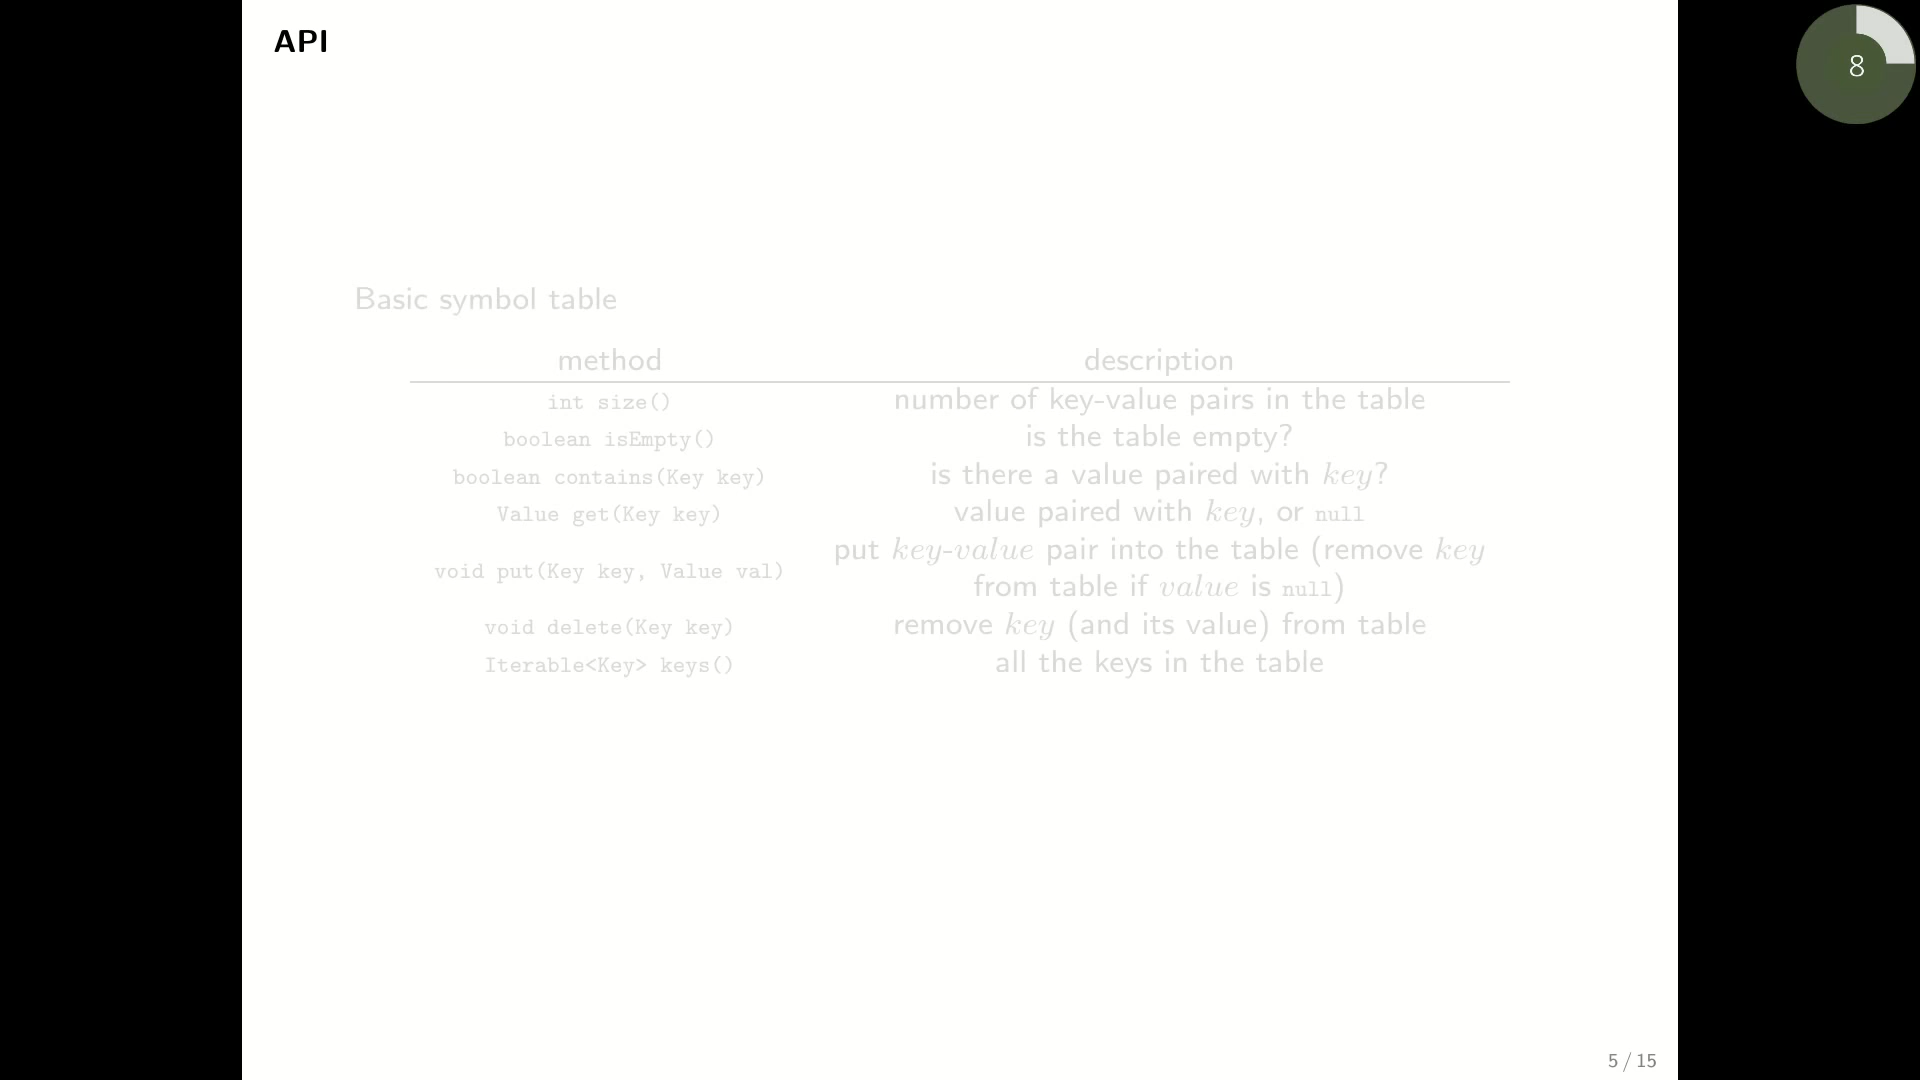 API
8
Basic symbol table
method description
int size() number of key-value pairs in the table
boolean isEmpty() is the table empty?
boolean contains(Key key) is there a value paired with key?
Value get(Key key) value paired with key, or null
void put(Key key, Value val) put key-value pair into the table (remove key
from table if value is null)
void delete(Key key) remove key (and its value) from table
Iterable<Key> keys() all the keys in the table
5 / 15